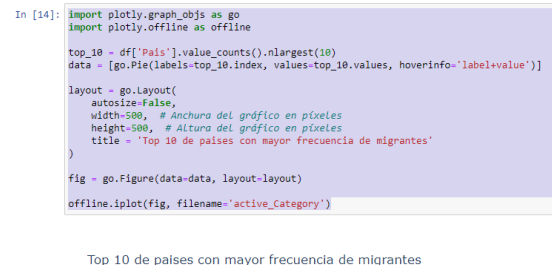 In [14]: import plotly.graph_objs as go
import plotly.offline as offline
top_10 = df['Pais'].value_counts().nlargest(10)
data = [go.Pie(labels=top_10.index, values=top_10.values, hoverinfo='label+value')]
layout = go.Layout(
autosize=False,
width=500,  # Anchura del gráfico en píxeles
height=500,  # Altura del gráfico en píxeles
title = 'Top 10 de paises con mayor frecuencia de migrantes'
)
fig = go.Figure(data=data, layout=layout)
offline.iplot(fig, filename='active_Category')
Top 10 de paises con mayor frecuencia de migrantes